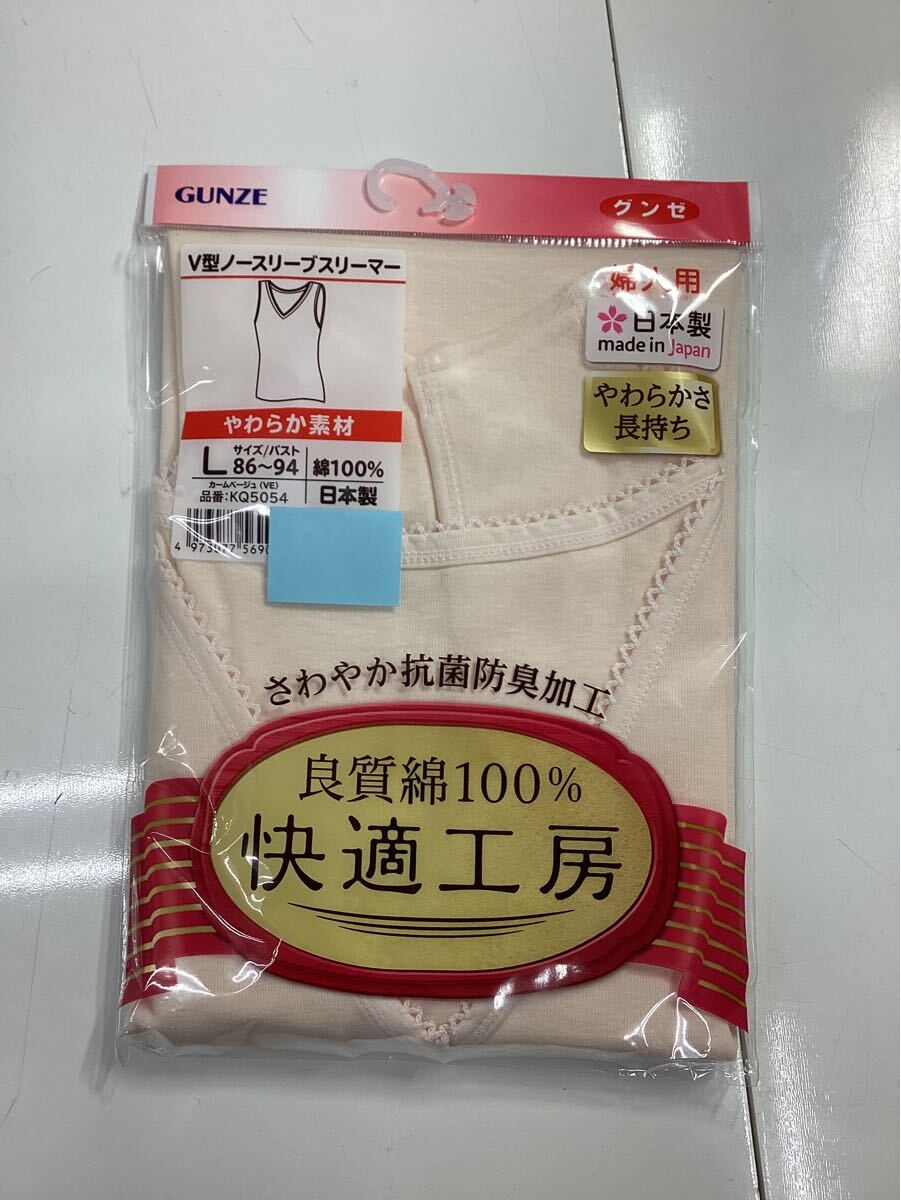 GUNZE
グンゼ
V型ノースリーブスリーマー
婦人用
日本製
made in Japan
やわらかさ
長持ち
やわらか素材
L サイズ/バスト 86〜94
綿100%
カームベージュ(VE)
品番:KQ5054
日本製
さわやか抗菌防臭加工
良質綿100%
快適工房